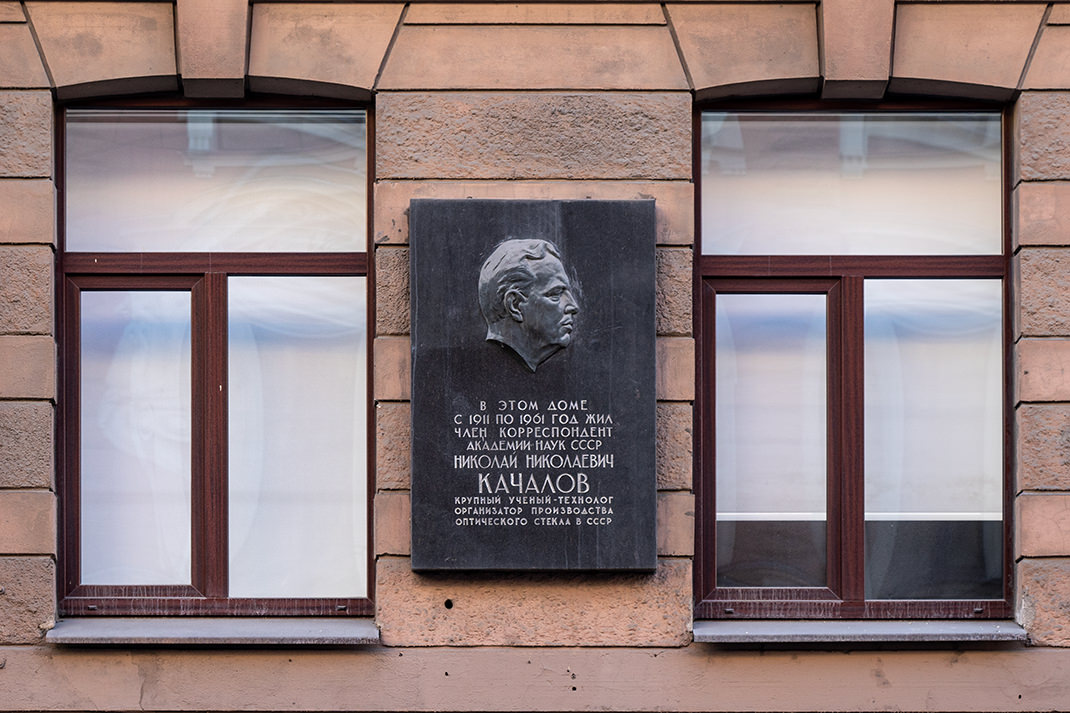 В ЭТОМ ДОМЕ
С 1911 ПО 1961 ГОД ЖИЛ
ЧЛЕН КОРРЕСПОНДЕНТ
АКАДЕМИИ НАУК СССР
НИКОЛАЙ НИКОЛАЕВИЧ
КАЧАЛОВ
КРУПНЫЙ УЧЕНЫЙ-ТЕХНОЛОГ
ОРГАНИЗАТОР ПРОИЗВОДСТВА
ОПТИЧЕСКОГО СТЕКЛА В СССР